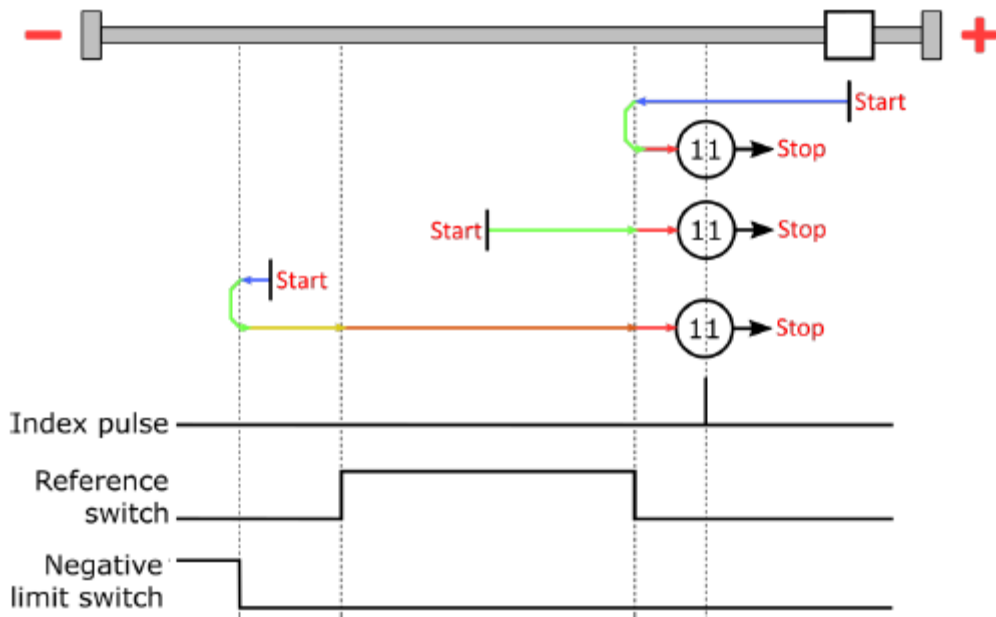 − +
Start
11 Stop
Start 11 Stop
Start
11 Stop
Index pulse
Reference
switch
Negative
limit switch